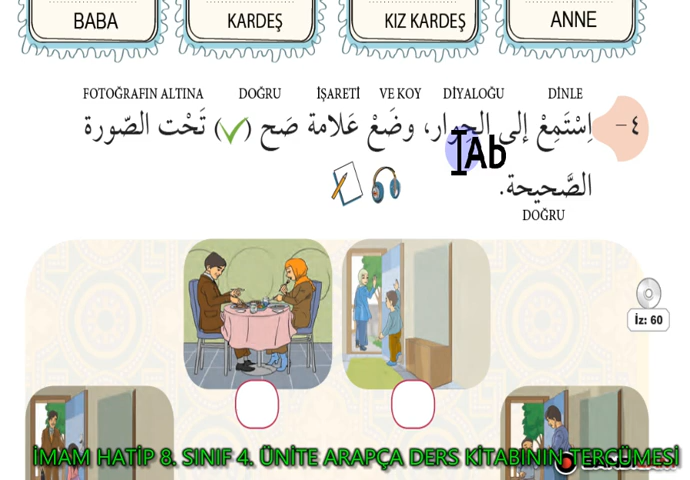 BABA KARDEŞ KIZ KARDEŞ ANNE
FOTOĞRAFIN ALTINA DOĞRU İŞARETİ VE KOY DİYALOĞU DİNLE
٤- اِسْتَمِعْ إلى الحِوار، وضَعْ عَلامة صَح (✓) تَحْت الصّورة
Ab
الصَّحيحة.
DOĞRU
İz: 60
İMAM HATİP 8. SINIF 4. ÜNİTE ARAPÇA DERS KİTABININ TERCÜMESİ